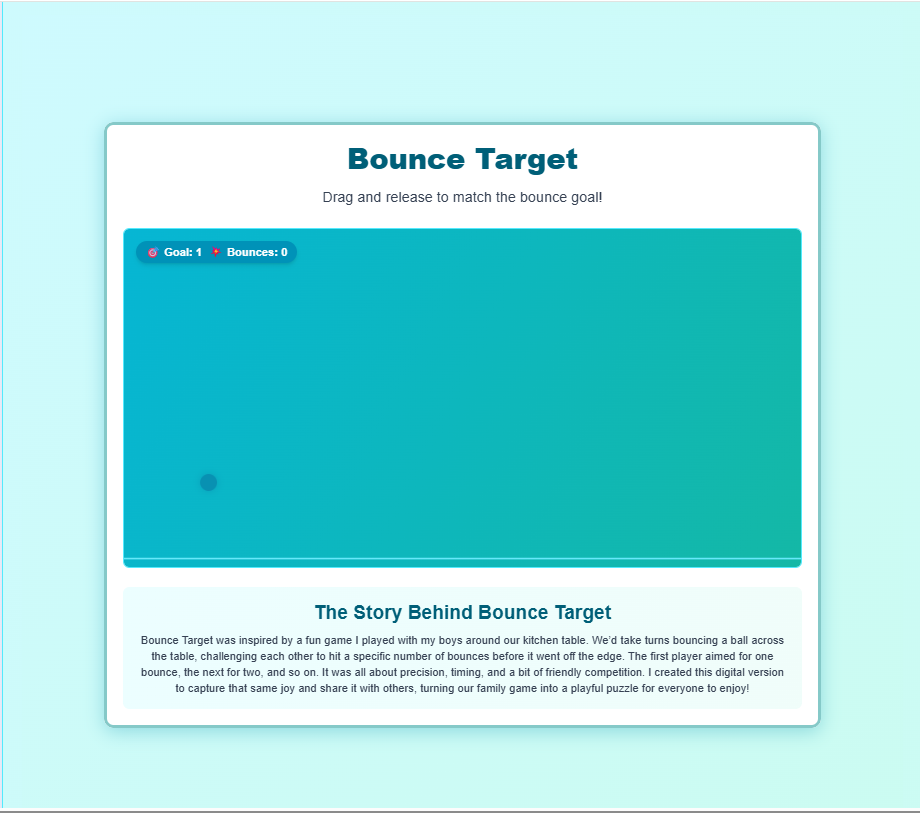 Bounce Target
Drag and release to match the bounce goal!
🎯 Goal: 1 🏓 Bounces: 0
The Story Behind Bounce Target
Bounce Target was inspired by a fun game I played with my boys around our kitchen table. We'd take turns bouncing a ball across
the table, challenging each other to hit a specific number of bounces before it went off the edge. The first player aimed for one
bounce, the next for two, and so on. It was all about precision, timing, and a bit of friendly competition. I created this digital version
to capture that same joy and share it with others, turning our family game into a playful puzzle for everyone to enjoy!